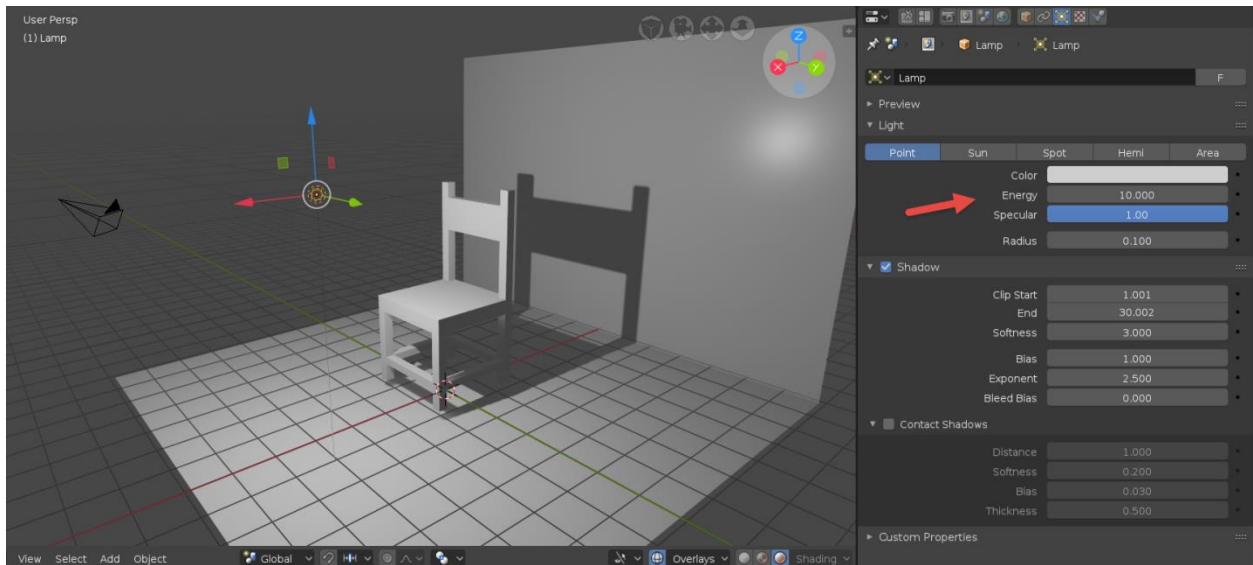 User Persp
(1) Lamp
Z
X
Y
View Select Add Object
Global
Overlays
Shading
Lamp Lamp
Lamp F
Preview
Light
Point Sun Spot Hemi Area
Color
Energy 10.000
Specular 1.00
Radius 0.100
Shadow
Clip Start 1.001
End 30.002
Softness 3.000
Bias 1.000
Exponent 2.500
Bleed Bias 0.000
Contact Shadows
Distance 1.000
Softness 0.200
Bias 0.030
Thickness 0.500
Custom Properties